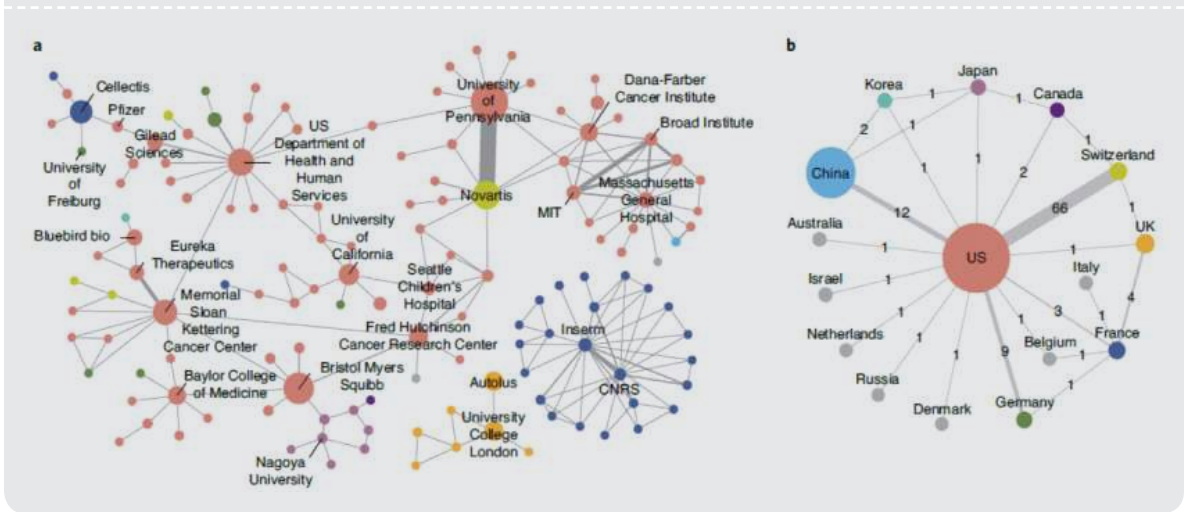 a
Cellectis
Pfizer
Gilead
Sciences
University
of
Freiburg
US
Department of
Health and
Human
Services
University
of
Pennsylvania
Dana-Farber
Cancer Institute
Broad Institute
Novartis
MIT
Massachusetts
General
Hospital
Bluebird bio
Eureka
Therapeutics
University
of
California
Seattle
Children's
Hospital
Memorial
Sloan
Kettering
Cancer Center
Fred Hutchinson
Cancer Research Center
Inserm
CNRS
Baylor College
of Medicine
Bristol Myers
Squibb
Autolus
University
College
London
Nagoya
University
b
Korea
Japan
Canada
Switzerland
China
US
UK
Australia
Israel
Italy
Netherlands
Belgium
France
Russia
Denmark
Germany
1
1
2
1
1
1
1
2
12
66
1
1
1
1
1
3
4
1
1
1
1
9
1
1
1